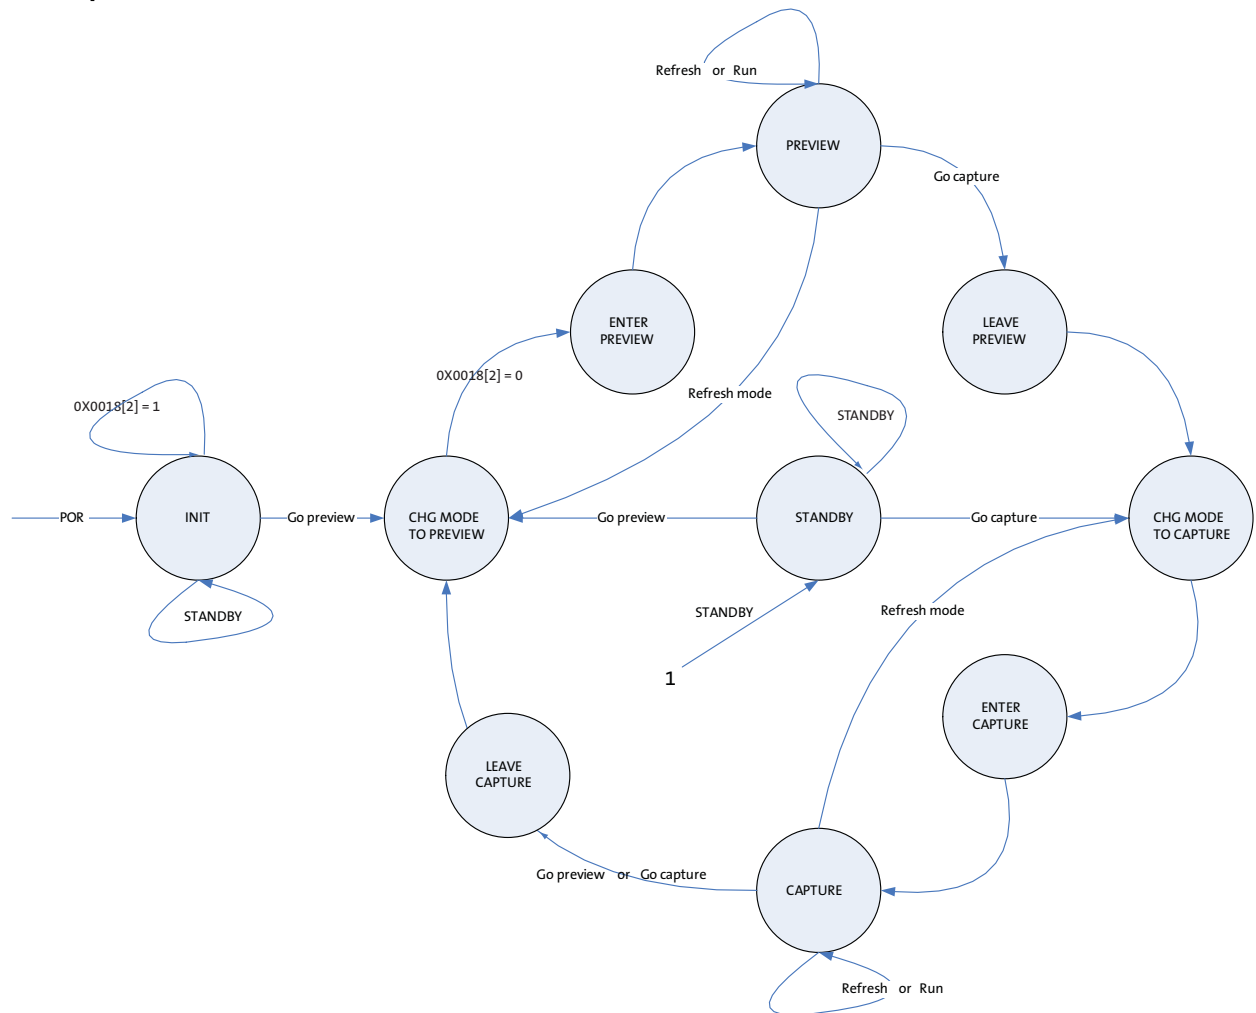 Refresh or Run
PREVIEW
Go capture
ENTER
PREVIEW
LEAVE
PREVIEW
0X0018[2] = 0
Refresh mode
0X0018[2] = 1
STANDBY
POR
INIT
Go preview
CHG MODE
TO PREVIEW
Go preview
STANDBY
Go capture
CHG MODE
TO CAPTURE
STANDBY
STANDBY
Refresh mode
1
ENTER
CAPTURE
LEAVE
CAPTURE
Go preview or Go capture
CAPTURE
Refresh or Run